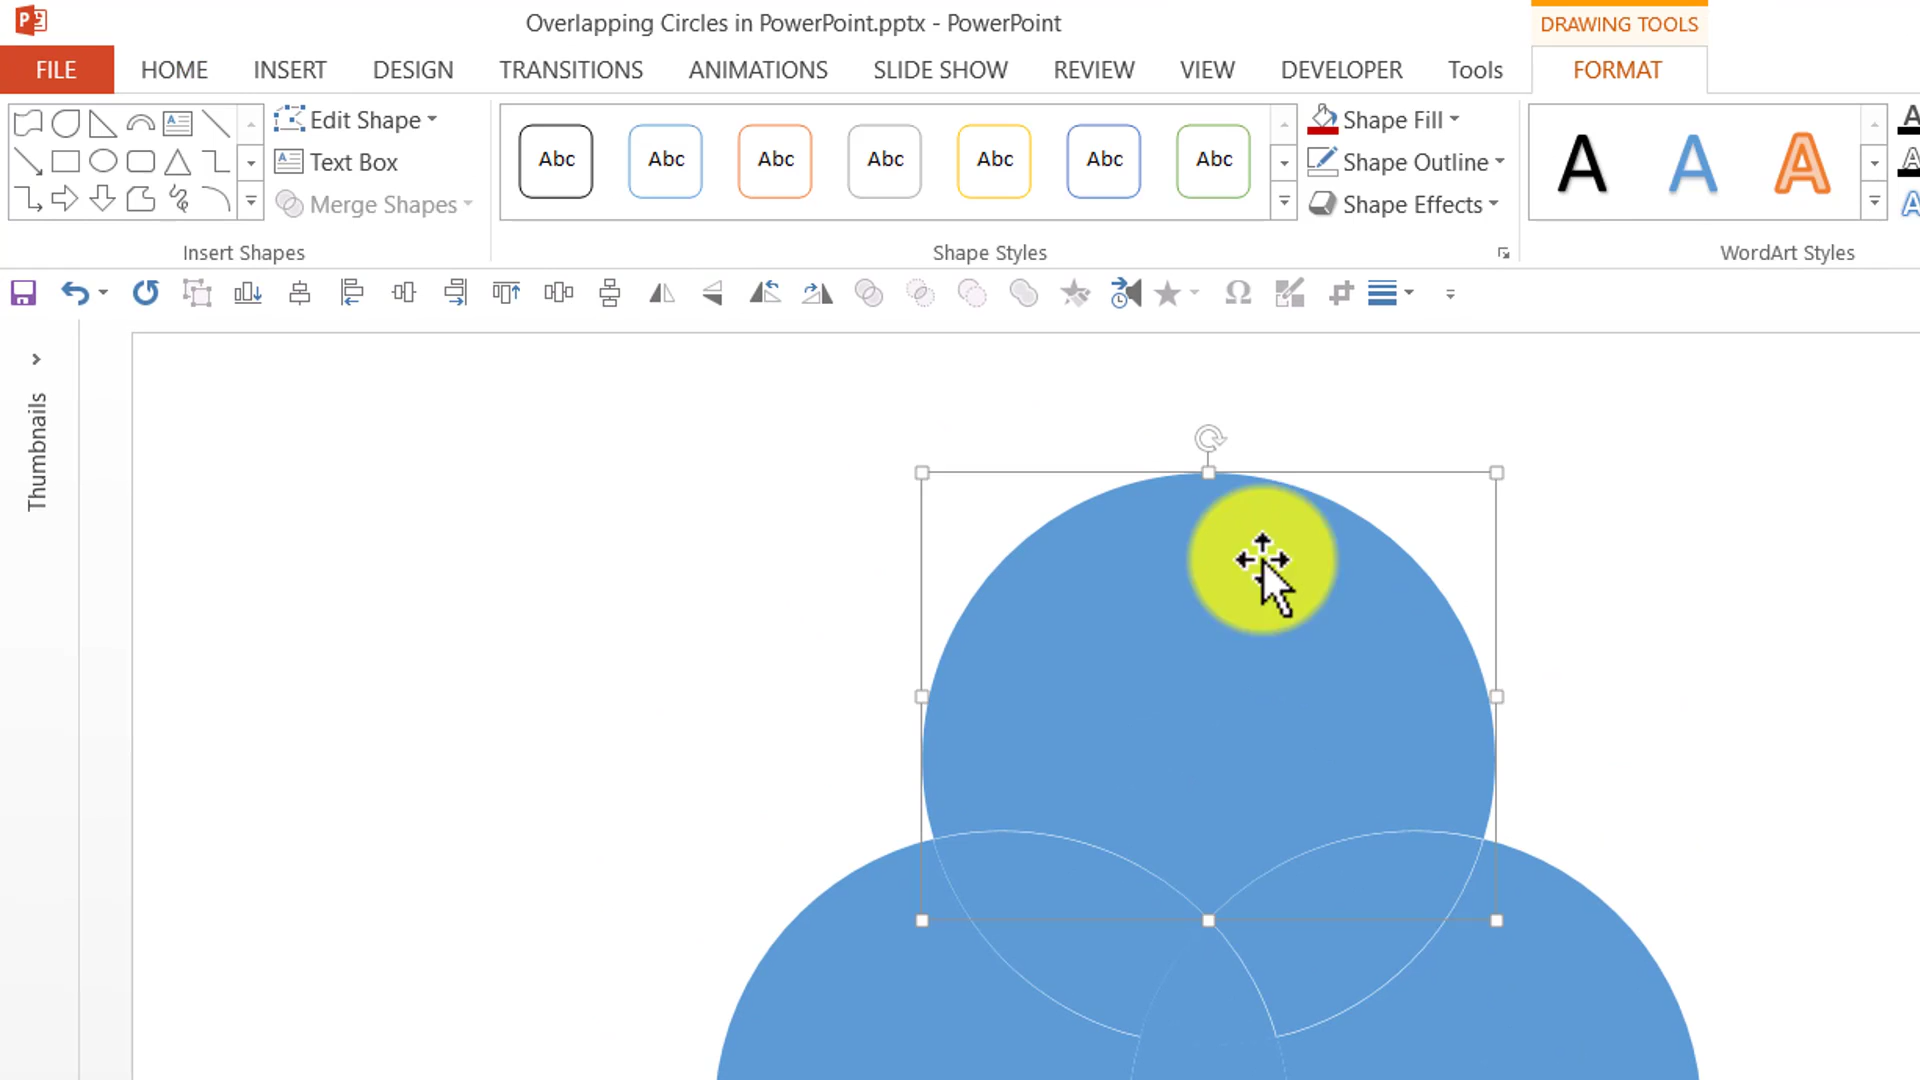 Overlapping Circles in PowerPoint.pptx - PowerPoint
DRAWING TOOLS
FILE HOME INSERT DESIGN TRANSITIONS ANIMATIONS SLIDE SHOW REVIEW VIEW DEVELOPER Tools FORMAT
Edit Shape
Text Box
Merge Shapes
Abc Abc Abc Abc Abc Abc Abc
Shape Fill
Shape Outline
Shape Effects
A A A
Insert Shapes
Shape Styles
WordArt Styles
Thumbnails